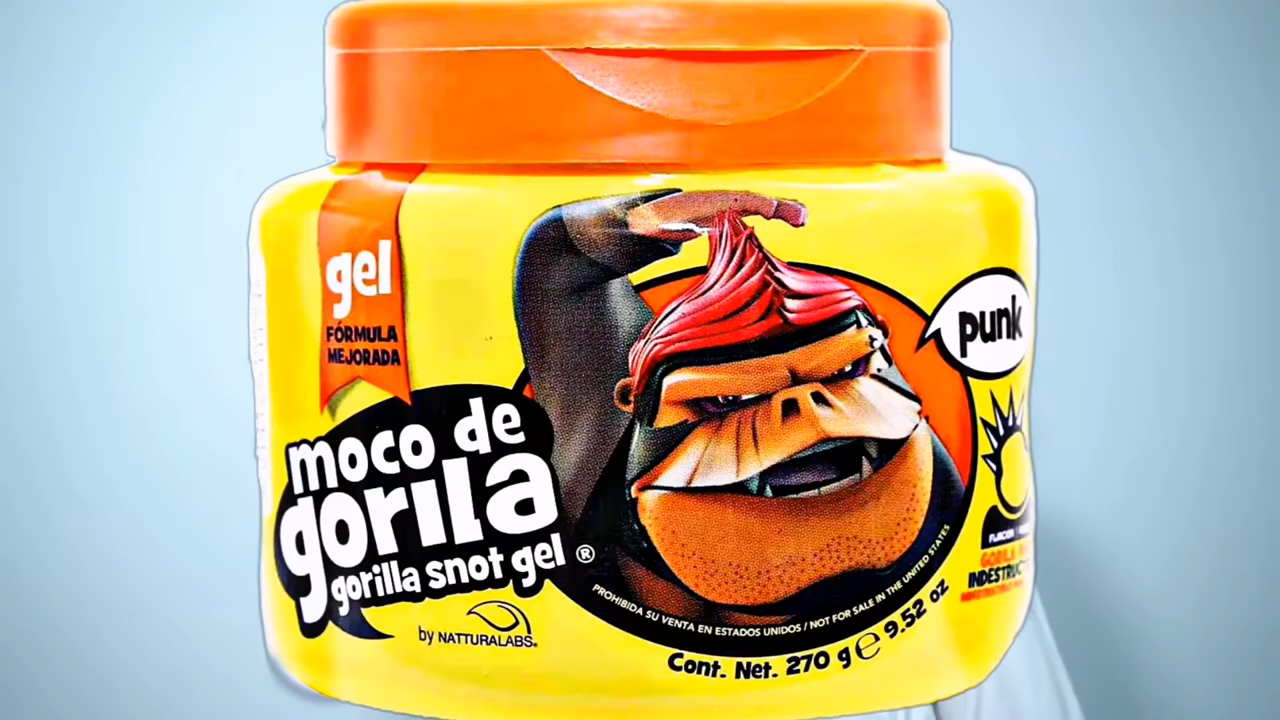 gel
FÓRMULA
MEJORADA
moco de
gorila
gorilla snot gel ®
by NATTURALABS®
punk
PROHIBIDA SU VENTA EN ESTADOS UNIDOS / NOT FOR SALE IN THE UNITED STATES
Cont. Net. 270 g e 9.52 oz